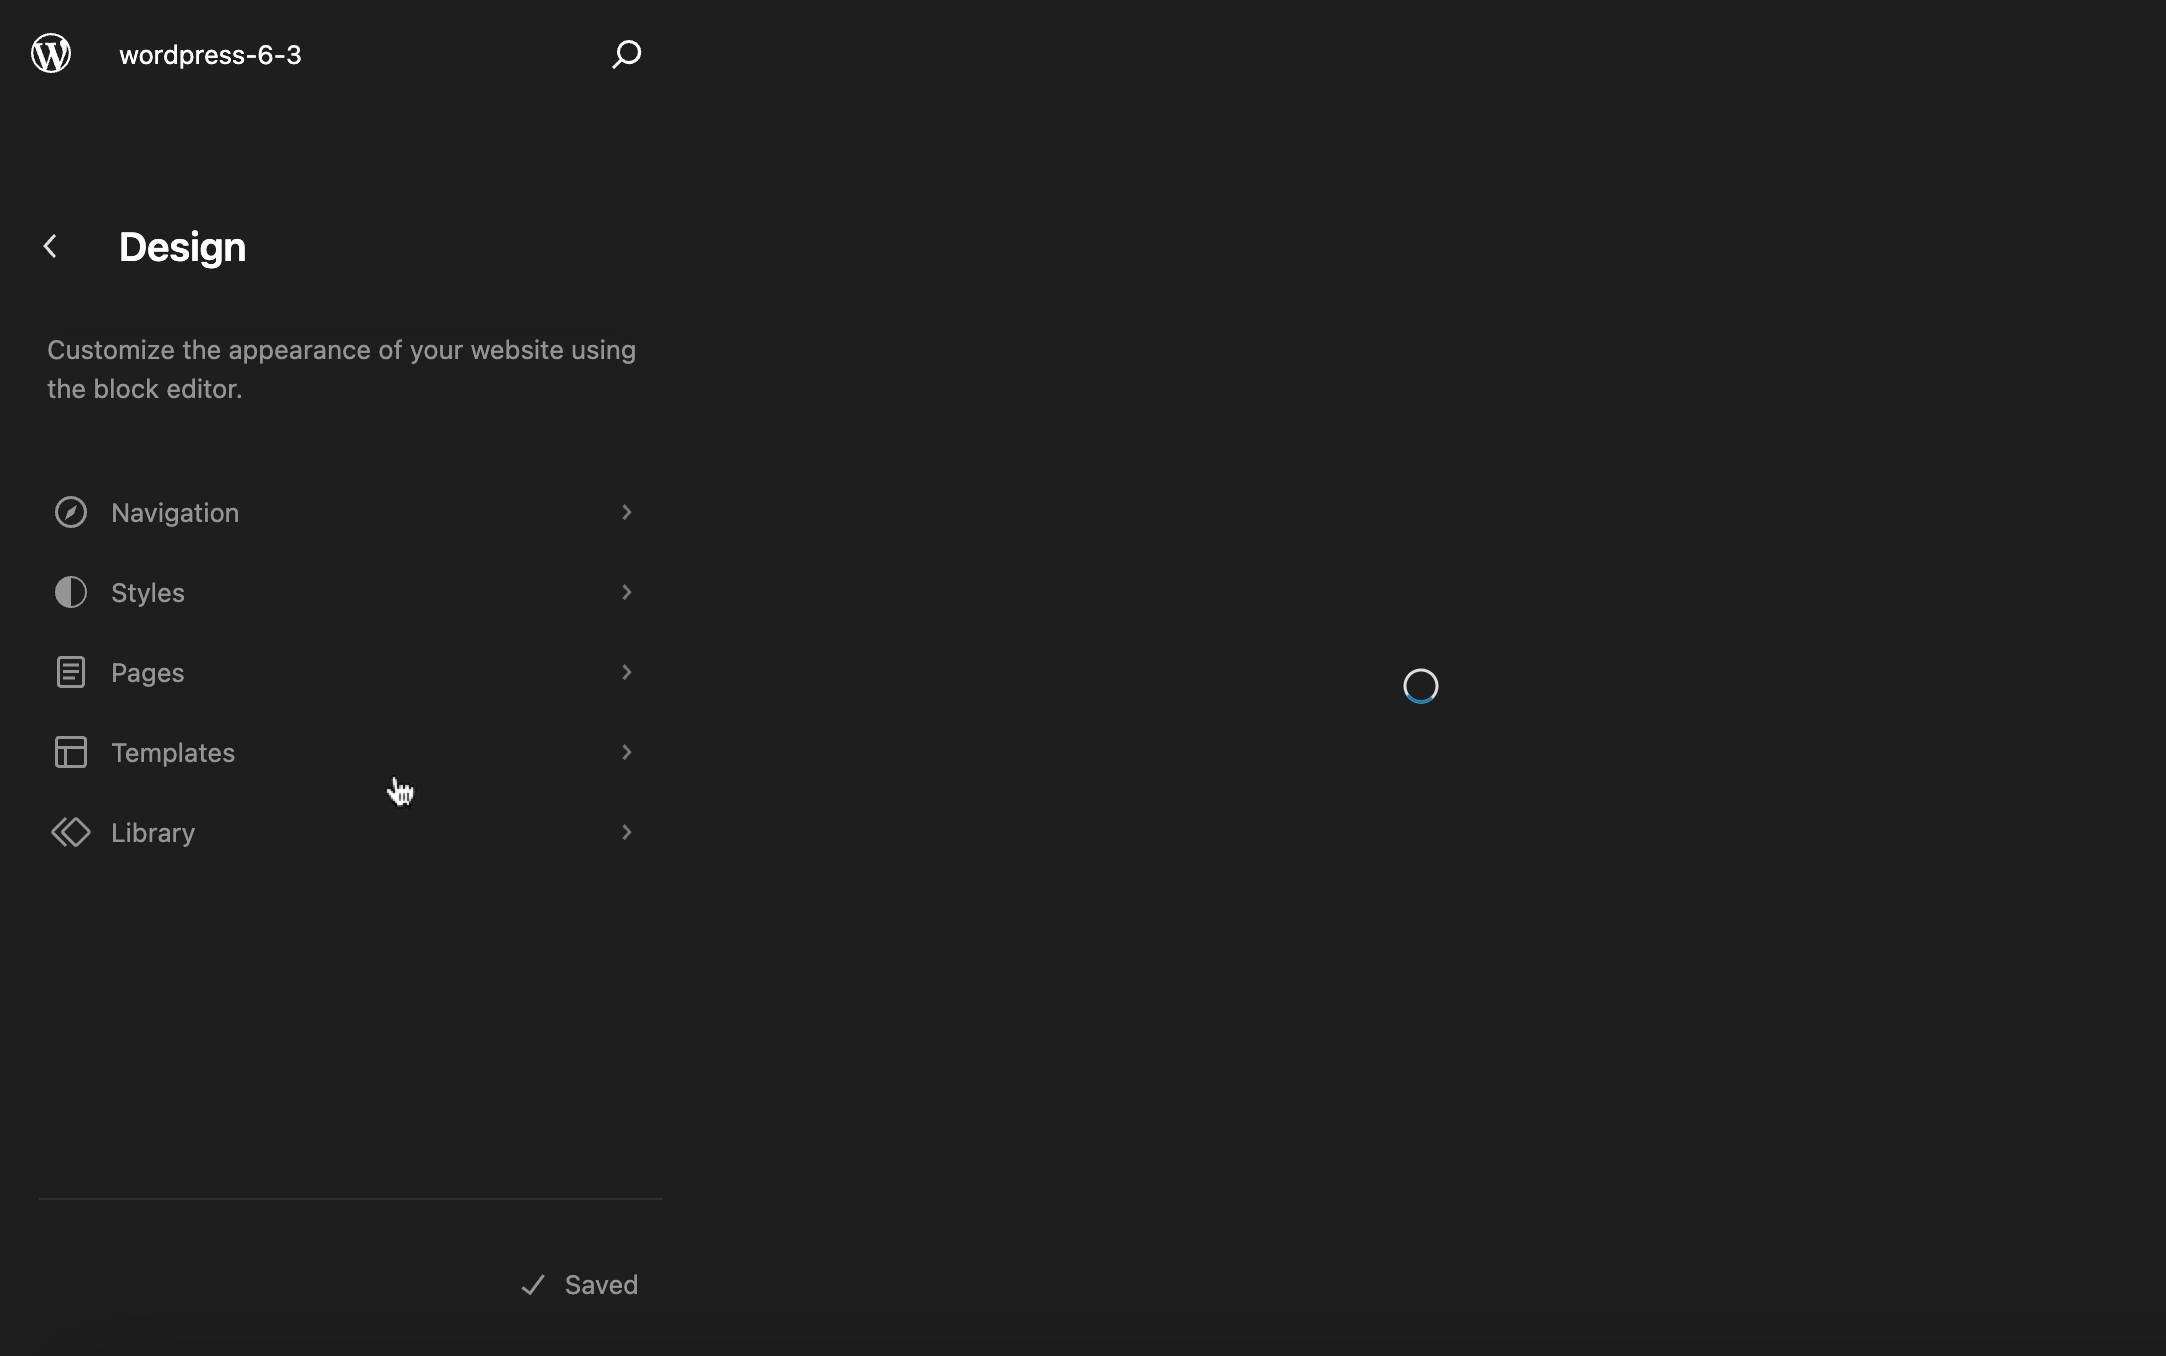 wordpress-6-3
Design
Customize the appearance of your website using
the block editor.
Navigation
Styles
Pages
Templates
Library
Saved